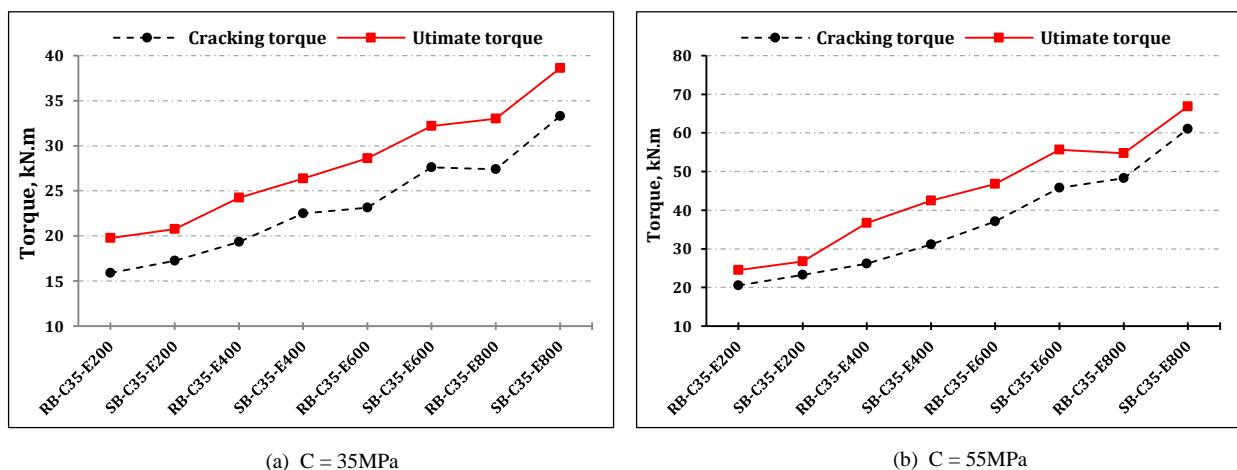 Cracking torque
Utimate torque
Torque, kN.m
40
35
30
25
20
15
10
RB-C35-E200
SB-C35-E200
RB-C35-E400
SB-C35-E400
RB-C35-E600
SB-C35-E600
RB-C35-E800
SB-C35-E800
(a) C = 35MPa
Cracking torque
Utimate torque
Torque, kN.m
80
70
60
50
40
30
20
10
RB-C35-E200
SB-C35-E200
RB-C35-E400
SB-C35-E400
RB-C35-E600
SB-C35-E600
RB-C35-E800
SB-C35-E800
(b) C = 55MPa